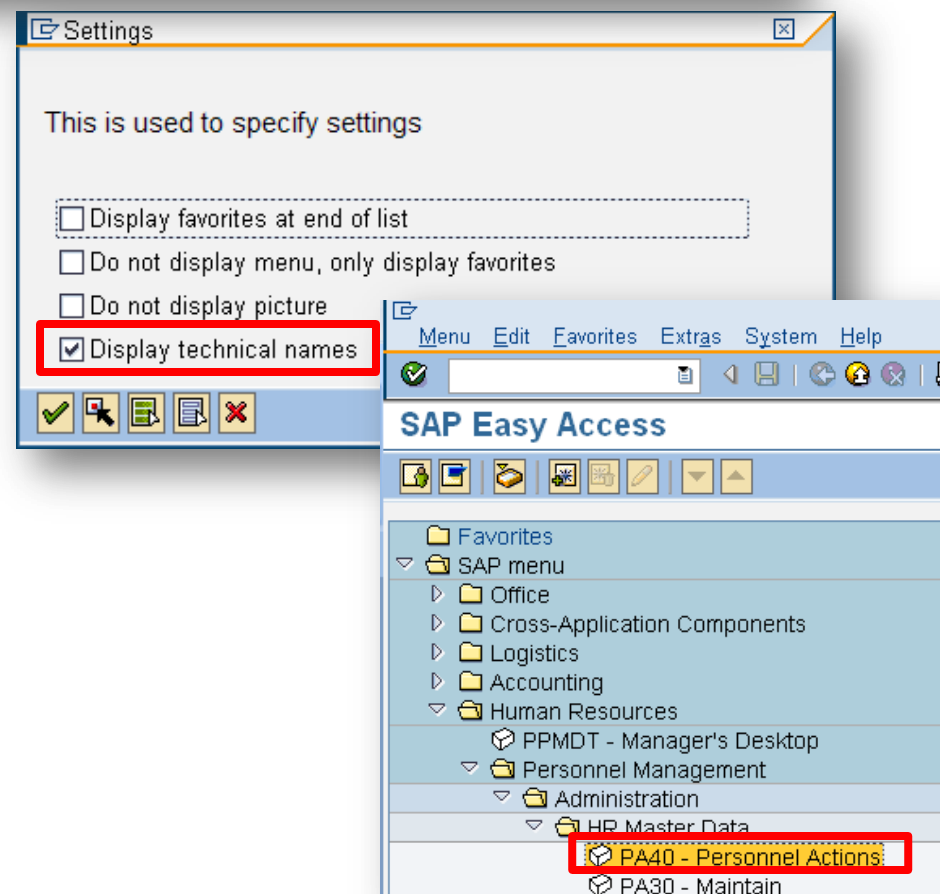 Settings
This is used to specify settings
Display favorites at end of list
Do not display menu, only display favorites
Do not display picture
Display technical names
Menu Edit Favorites Extras System Help
SAP Easy Access
Favorites
SAP menu
Office
Cross-Application Components
Logistics
Accounting
Human Resources
PPMDT - Manager's Desktop
Personnel Management
Administration
HR Master Data
PA40 - Personnel Actions
PA30 - Maintain